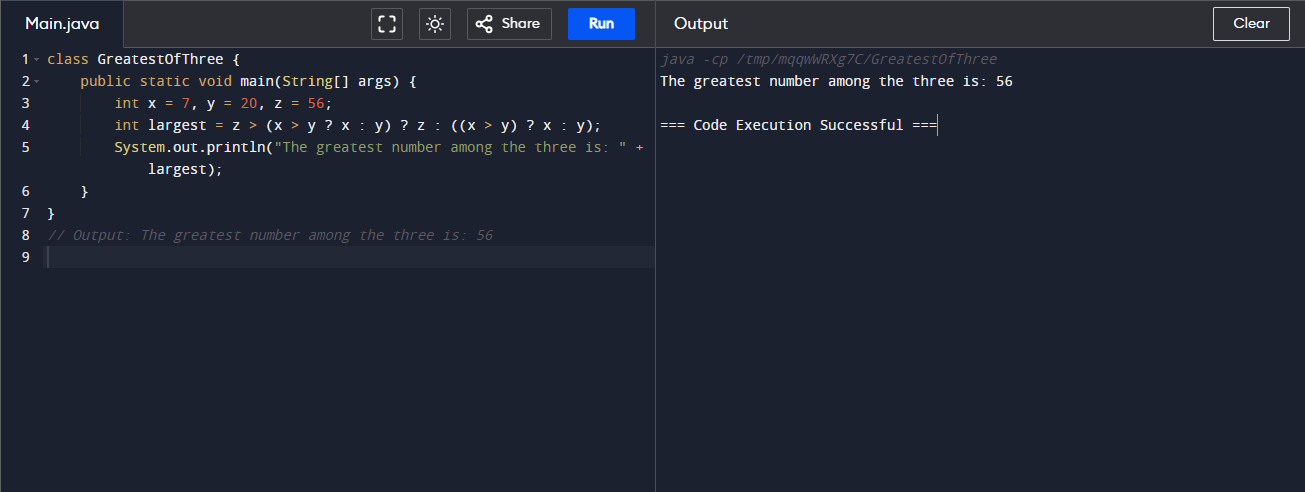 Main.java
Share
Run
Output
Clear
1 class GreatestOfThree {
2 public static void main(String[] args) {
3 int x = 7, y = 20, z = 56;
4 int largest = z > (x > y ? x : y) ? z : ((x > y) ? x : y);
5 System.out.println("The greatest number among the three is: " +
largest);
6 }
7 }
8 // Output: The greatest number among the three is: 56
9
java -cp /tmp/mqqwWRXg7C/GreatestOfThree
The greatest number among the three is: 56
=== Code Execution Successful ===